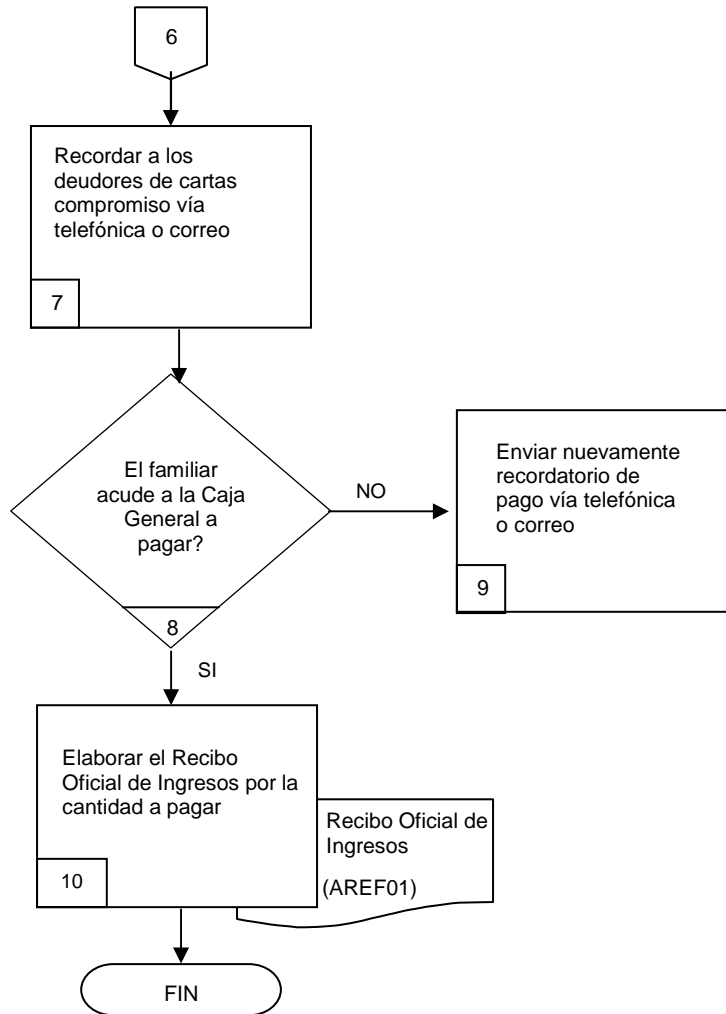 6
Recordar a los
deudores de cartas
compromiso vía
telefónica o correo
7
El familiar
acude a la Caja
General a
pagar?
8
NO
Enviar nuevamente
recordatorio de
pago vía telefónica
o correo
9
SI
Elaborar el Recibo
Oficial de Ingresos por la
cantidad a pagar
10
Recibo Oficial de
Ingresos
(AREF01)
FIN